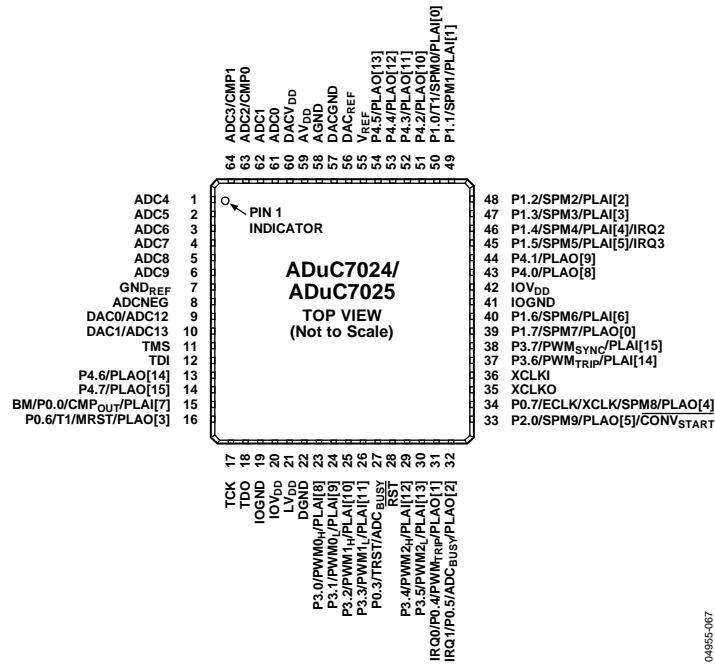 64 ADC3/CMP1
63 ADC2/CMP0
62 ADC1
61 ADC0
60 DACVDD
59 AVDD
58 AGND
57 DACGND
56 DACREF
55 VREF
54 P4.5/PLAO[13]
53 P4.4/PLAO[12]
52 P4.3/PLAO[11]
51 P4.2/PLAO[10]
50 P1.0/T1/SPM0/PLAI[0]
49 P1.1/SPM1/PLAI[1]
ADC4 1
ADC5 2
ADC6 3
ADC7 4
ADC8 5
ADC9 6
GNDREF 7
ADCNEG 8
DAC0/ADC12 9
DAC1/ADC13 10
TMS 11
TDI 12
P4.6/PLAO[14] 13
P4.7/PLAO[15] 14
BM/P0.0/CMPOUT/PLAI[7] 15
P0.6/T1/MRST/PLAO[3] 16
PIN 1
INDICATOR
ADuC7024/
ADuC7025
TOP VIEW
(Not to Scale)
48 P1.2/SPM2/PLAI[2]
47 P1.3/SPM3/PLAI[3]
46 P1.4/SPM4/PLAI[4]/IRQ2
45 P1.5/SPM5/PLAI[5]/IRQ3
44 P4.1/PLAO[9]
43 P4.0/PLAO[8]
42 IOVDD
41 IOGND
40 P1.6/SPM6/PLAI[6]
39 P1.7/SPM7/PLAO[0]
38 P3.7/PWMSYNC/PLAI[15]
37 P3.6/PWMTRIP/PLAI[14]
36 XCLKI
35 XCLKO
34 P0.7/ECLK/XCLK/SPM8/PLAO[4]
33 P2.0/SPM9/PLAO[5]/CONVSTART
17 TCK
18 TDO
19 IOGND
20 IOVDD
21 LVDD
22 DGND
23 P3.0/PWM0H/PLAI[8]
24 P3.1/PWM0L/PLAI[9]
25 P3.2/PWM1H/PLAI[10]
26 P3.3/PWM1L/PLAI[11]
27 P0.3/TRST/ADCBUSY
28 RST
29 P3.4/PWM2H/PLAI[12]
30 P3.5/PWM2L/PLAI[13]
31 IRQ0/P0.4/PWMTRIP/PLAO[1]
32 IRQ1/P0.5/ADCBUSY/PLAO[2]
04955-067